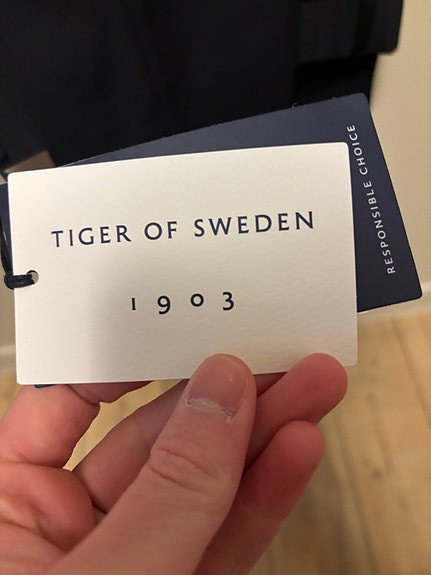 TIGER OF SWEDEN
1903
RESPONSIBLE CHOICE